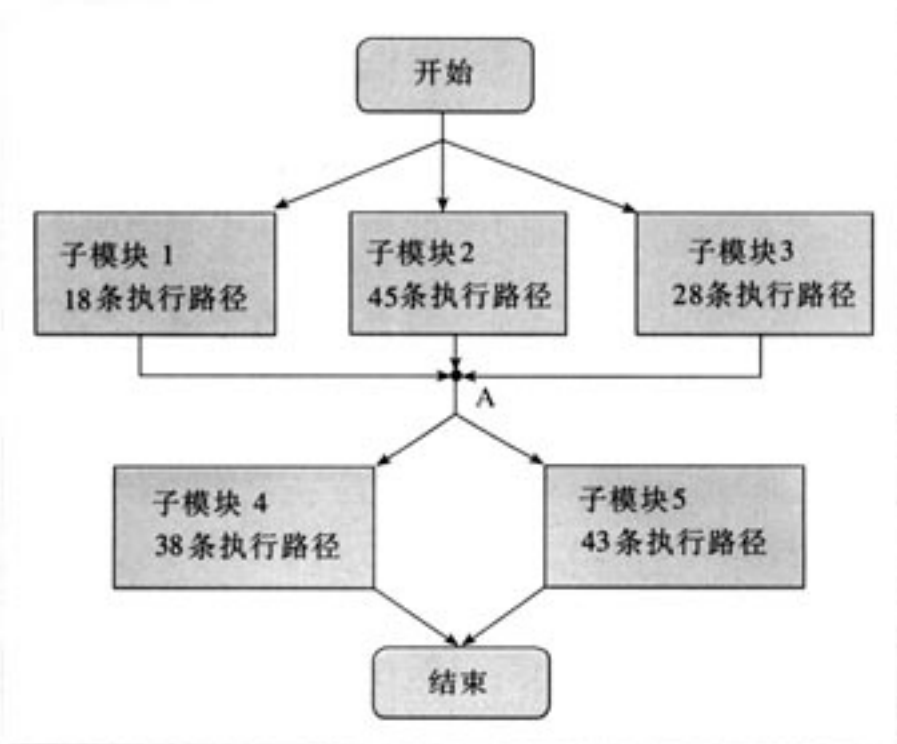 开始
子模块 1
18条执行路径
子模块2
45条执行路径
子模块3
28条执行路径
A
子模块 4
38条执行路径
子模块5
43条执行路径
结束